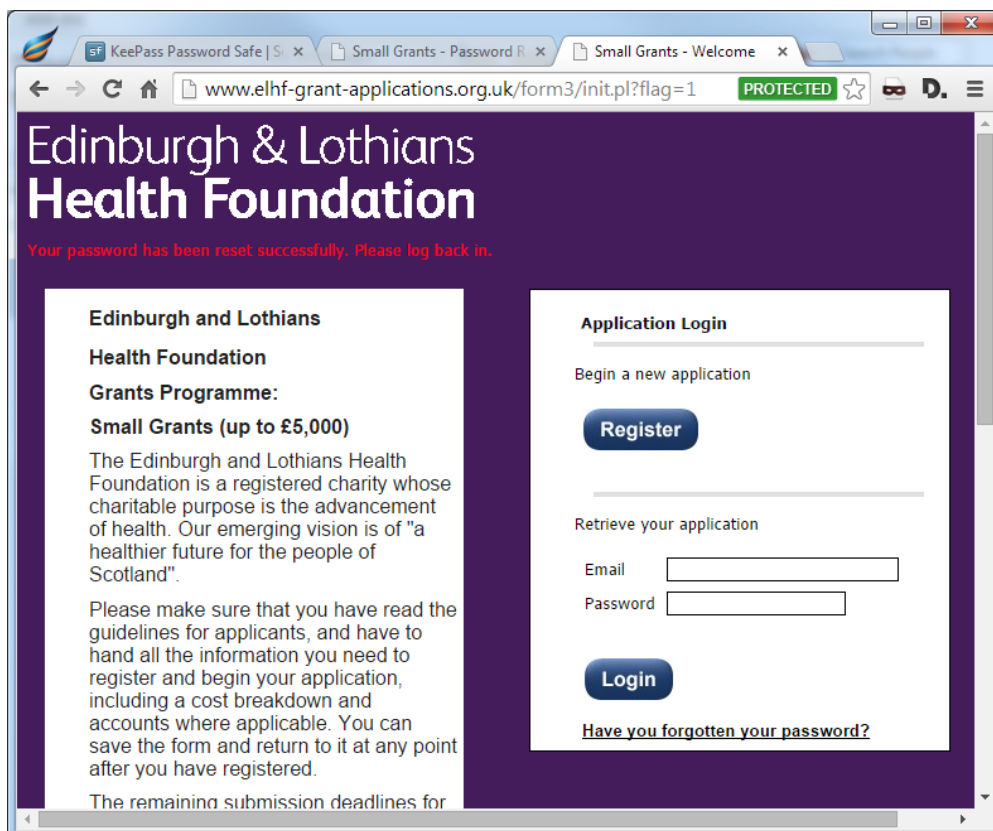 KeePass Password Safe | S
Small Grants - Password R
Small Grants - Welcome
www.elhf-grant-applications.org.uk/form3/init.pl?flag=1
PROTECTED
D.
Edinburgh & Lothians
Health Foundation
Your password has been reset successfully. Please log back in.
Edinburgh and Lothians
Health Foundation
Grants Programme:
Small Grants (up to £5,000)
The Edinburgh and Lothians Health
Foundation is a registered charity whose
charitable purpose is the advancement
of health. Our emerging vision is of "a
healthier future for the people of
Scotland".
Please make sure that you have read the
guidelines for applicants, and have to
hand all the information you need to
register and begin your application,
including a cost breakdown and
accounts where applicable. You can
save the form and return to it at any point
after you have registered.
The remaining submission deadlines for
Application Login
Begin a new application
Register
Retrieve your application
Email
Password
Login
Have you forgotten your password?